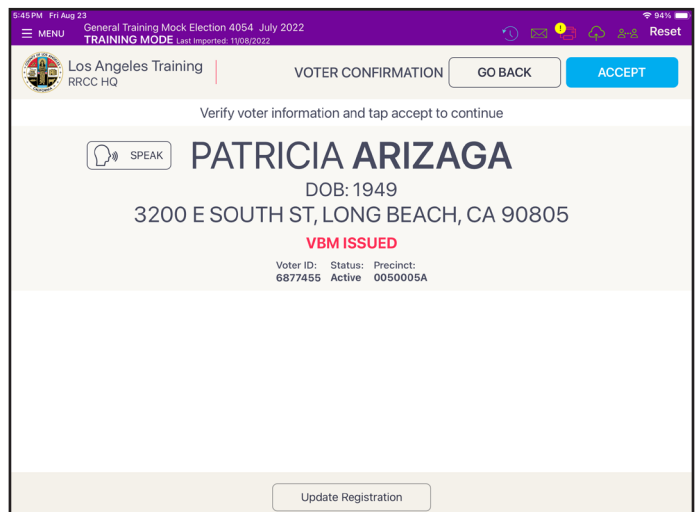 5:45 PM Fri Aug 23
94%
MENU
General Training Mock Election 4054 July 2022
TRAINING MODE Last Imported: 11/08/2022
Reset
Los Angeles Training
RRCC HQ
VOTER CONFIRMATION
GO BACK
ACCEPT
Verify voter information and tap accept to continue
SPEAK
PATRICIA ARIZAGA
DOB: 1949
3200 E SOUTH ST, LONG BEACH, CA 90805
VBM ISSUED
Voter ID: Status: Precinct:
6877455 Active 0050005A
Update Registration